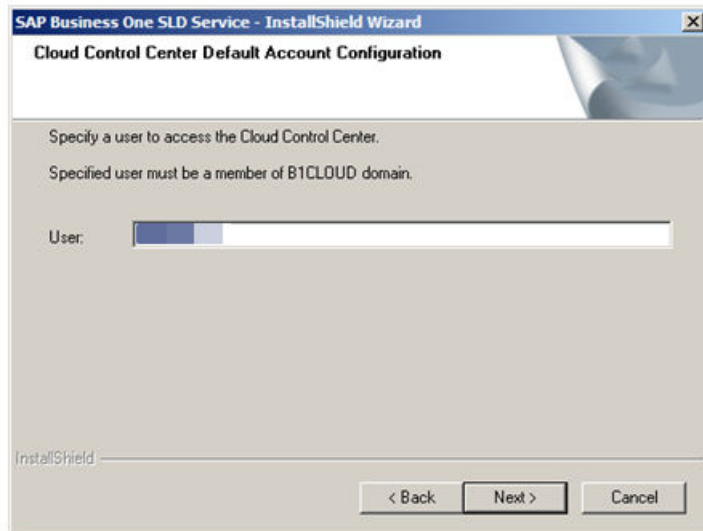 SAP Business One SLD Service - InstallShield Wizard
Cloud Control Center Default Account Configuration
Specify a user to access the Cloud Control Center.
Specified user must be a member of B1CLOUD domain.
User:
InstallShield
< Back
Next >
Cancel